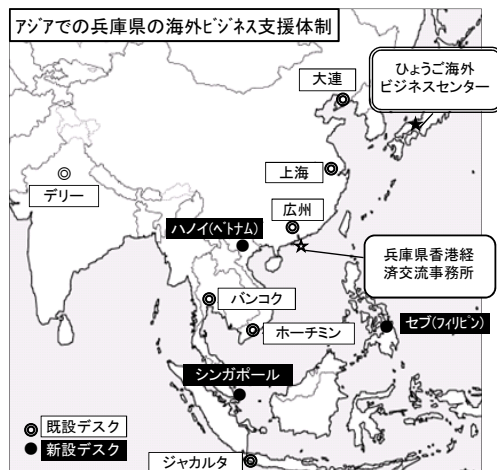 アジアでの兵庫県の海外ビジネス支援体制
ひょうご海外
ビジネスセンター
大連
上海
デリー
広州
ハノイ(ベトナム)
兵庫県香港経
済交流事務所
バンコク
ホーチミン
セブ(フィリピン)
シンガポール
既設デスク
新設デスク
ジャカルタ